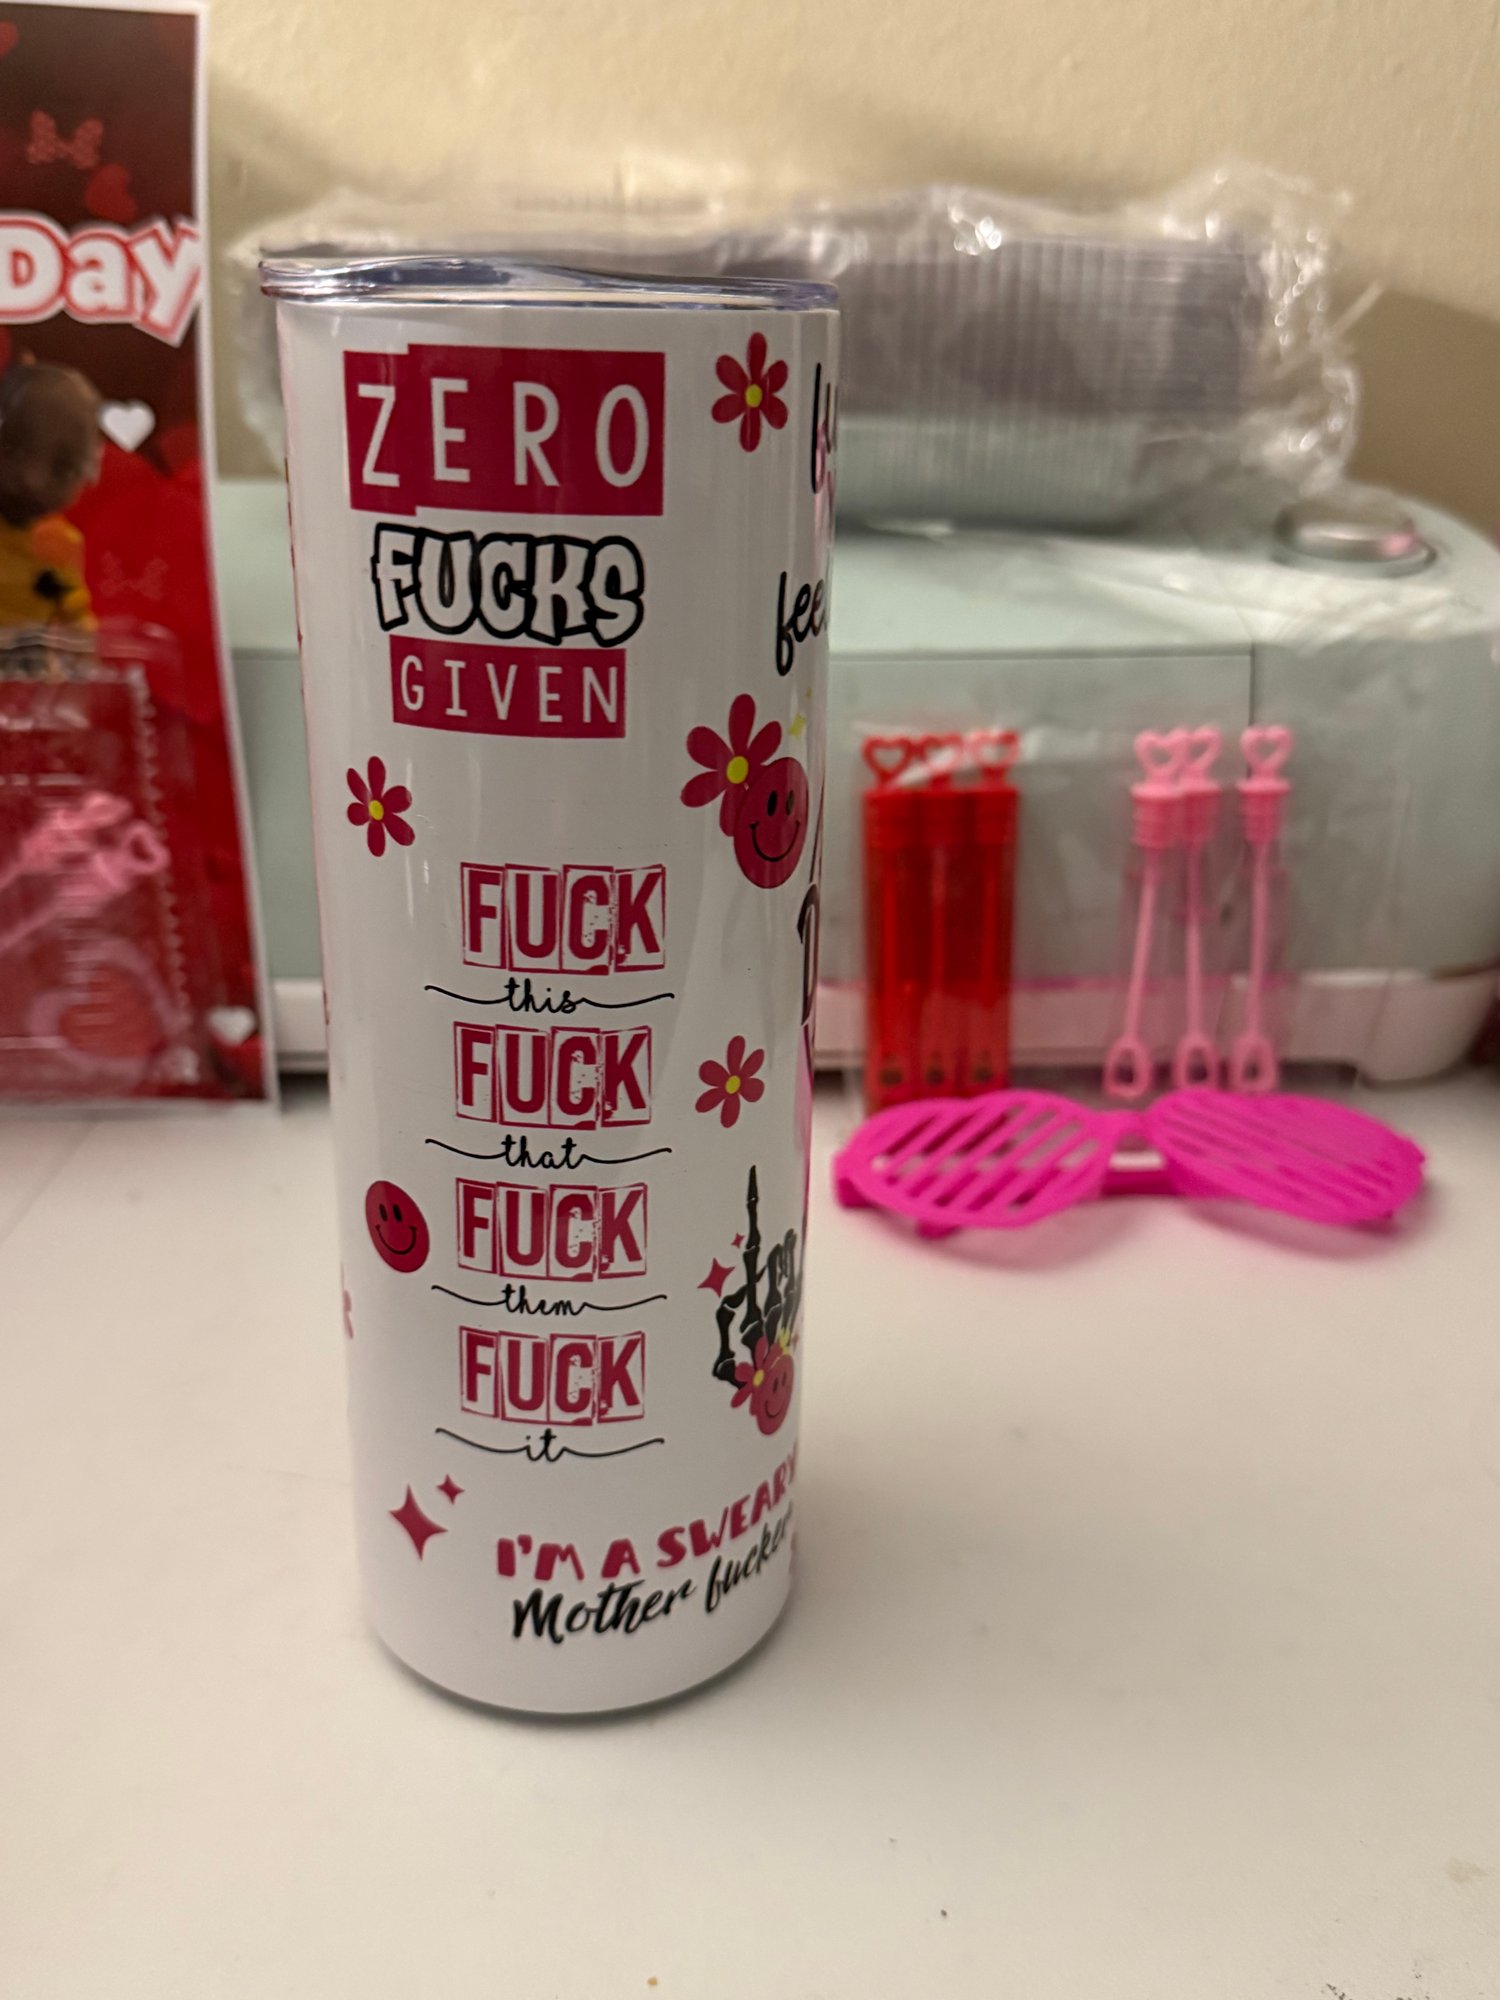 Day
ZERO
FUCKS
GIVEN
FUCK
this
FUCK
that
FUCK
them
FUCK
it
I'M A SWEARY
Mother fucker